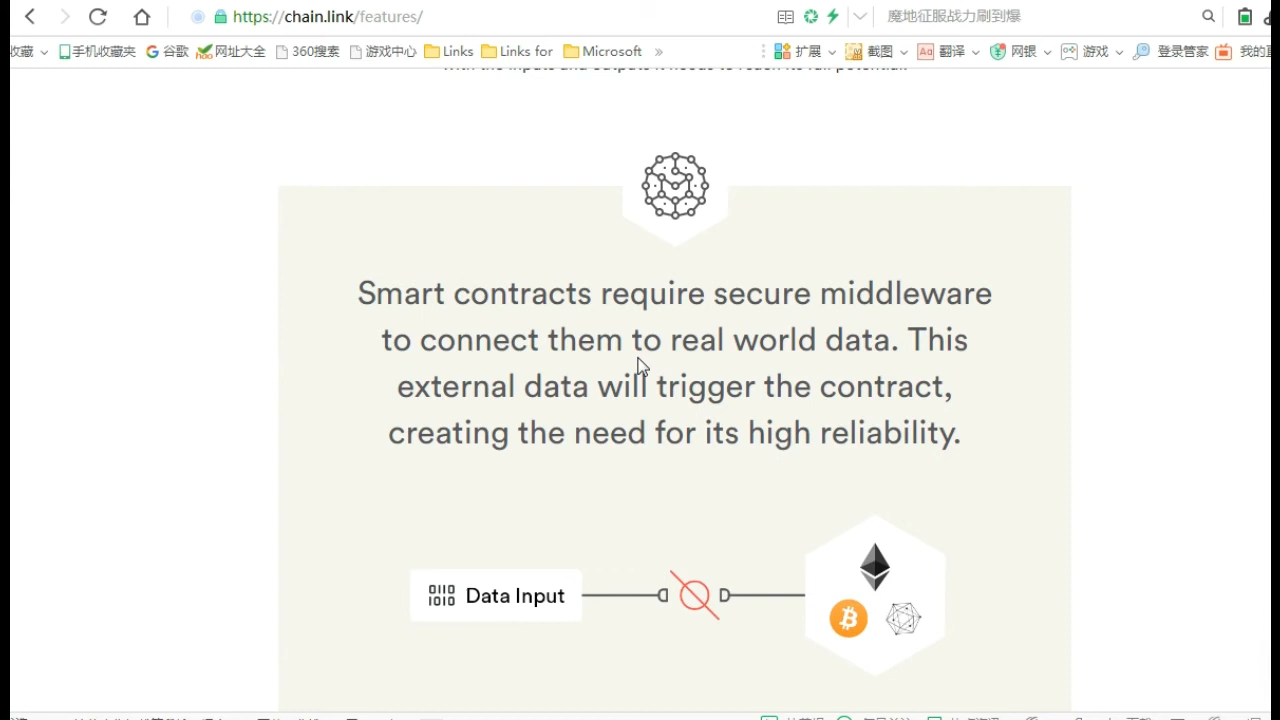 https://chain.link/features/
魔地征服战力刷到爆
收藏 手机收藏夹 谷歌 网址大全 360搜索 游戏中心 Links Links for Microsoft » 扩展 截图 Aa 翻译 网银 游戏 登录管家 我的
Smart contracts require secure middleware
to connect them to real world data. This
external data will trigger the contract,
creating the need for its high reliability.
Data Input